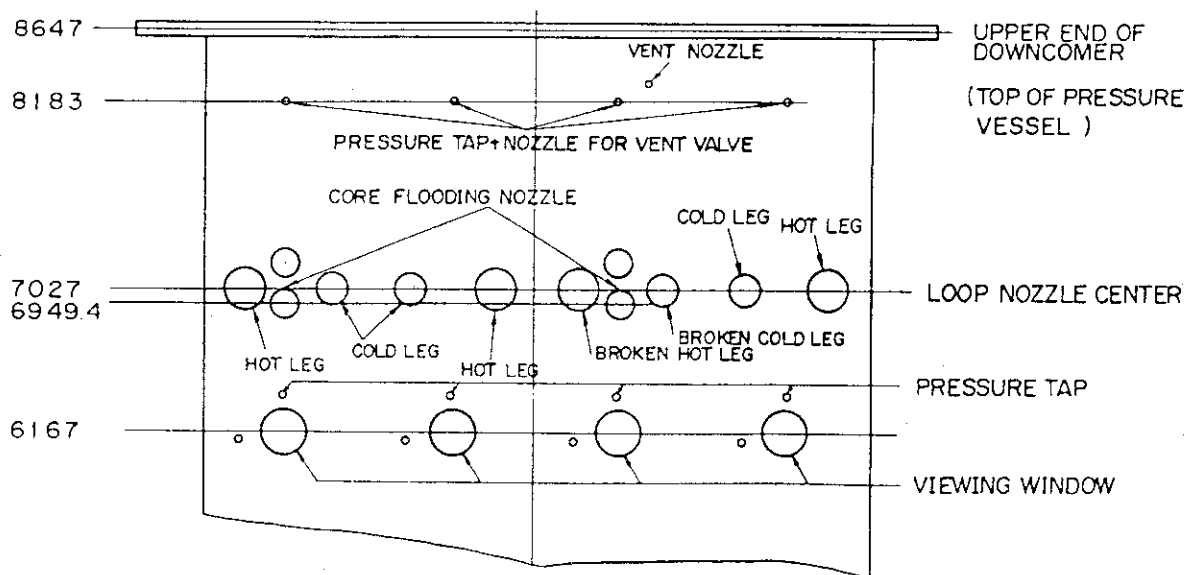 8647
UPPER END OF
DOWNCOMER
VENT NOZZLE
8183
(TOP OF PRESSURE
VESSEL )
PRESSURE TAP+NOZZLE FOR VENT VALVE
CORE FLOODING NOZZLE
COLD LEG
HOT LEG
7027
LOOP NOZZLE CENTER
6949.4
BROKEN COLD LEG
COLD LEG
BROKEN HOT LEG
HOT LEG
HOT LEG
PRESSURE TAP
6167
VIEWING WINDOW